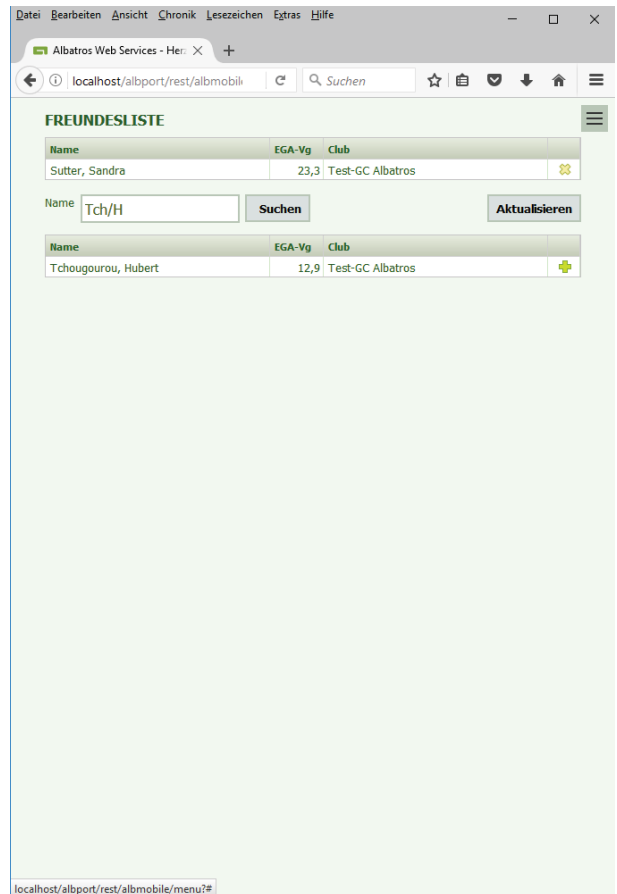 Datei Bearbeiten Ansicht Chronik Lesezeichen Extras Hilfe
Albatros Web Services - Her
localhost/albport/rest/albmobile
Suchen
FREUNDESLISTE
Name EGA-Vg Club
Sutter, Sandra 23,3 Test-GC Albatros
Name Tch/H Suchen Aktualisieren
Name EGA-Vg Club
Tchougourou, Hubert 12,9 Test-GC Albatros
localhost/albport/rest/albmobile/menu?#